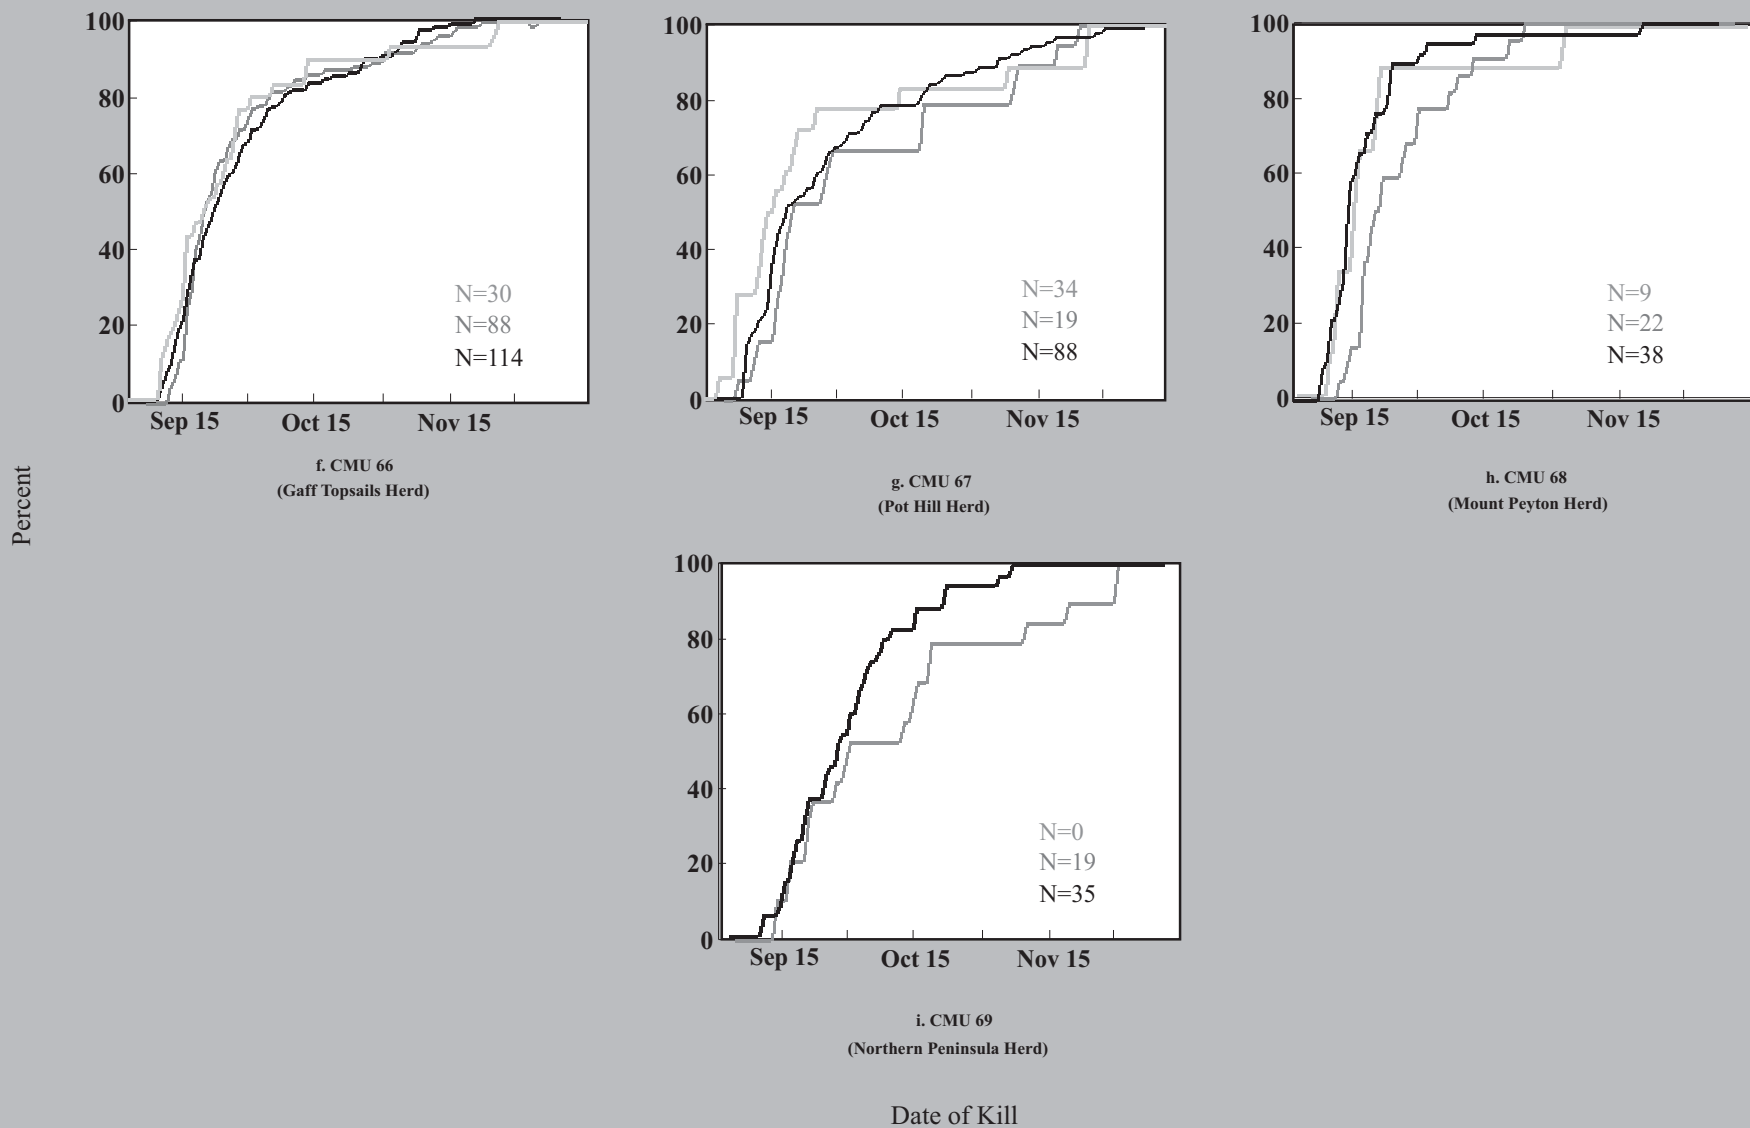 100
80
60
40
20
0
Sep 15 Oct 15 Nov 15
N=30
N=88
N=114
f. CMU 66
(Gaff Topsails Herd)
100
80
60
40
20
0
Sep 15 Oct 15 Nov 15
N=34
N=19
N=88
g. CMU 67
(Pot Hill Herd)
100
80
60
40
20
0
Sep 15 Oct 15 Nov 15
N=9
N=22
N=38
h. CMU 68
(Mount Peyton Herd)
Percent
100
80
60
40
20
0
Sep 15 Oct 15 Nov 15
N=0
N=19
N=35
i. CMU 69
(Northern Peninsula Herd)
Date of Kill